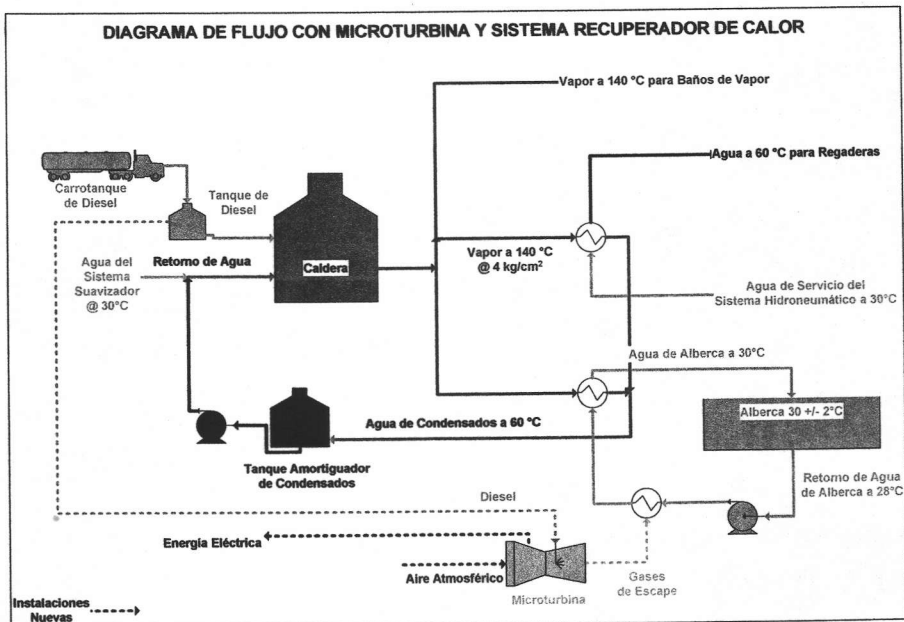 DIAGRAMA DE FLUJO CON MICROTURBINA Y SISTEMA RECUPERADOR DE CALOR
Vapor a 140 °C para Baños de Vapor
Agua a 60 °C para Regaderas
Carrotanque
de Diesel
Tanque de
Diesel
Agua del
Sistema
Suavizador
@ 30°C
Retorno de Agua
Caldera
Vapor a 140 °C
@ 4 kg/cm²
Agua de Servicio del
Sistema Hidroneumático a 30°C
Agua de Alberca a 30°C
Alberca 30 +/- 2°C
Agua de Condensados a 60 °C
Tanque Amortiguador
de Condensados
Retorno de Agua
de Alberca a 28°C
Diesel
Energía Eléctrica
Aire Atmosférico
Microturbina
Gases
de Escape
Instalaciones
Nuevas